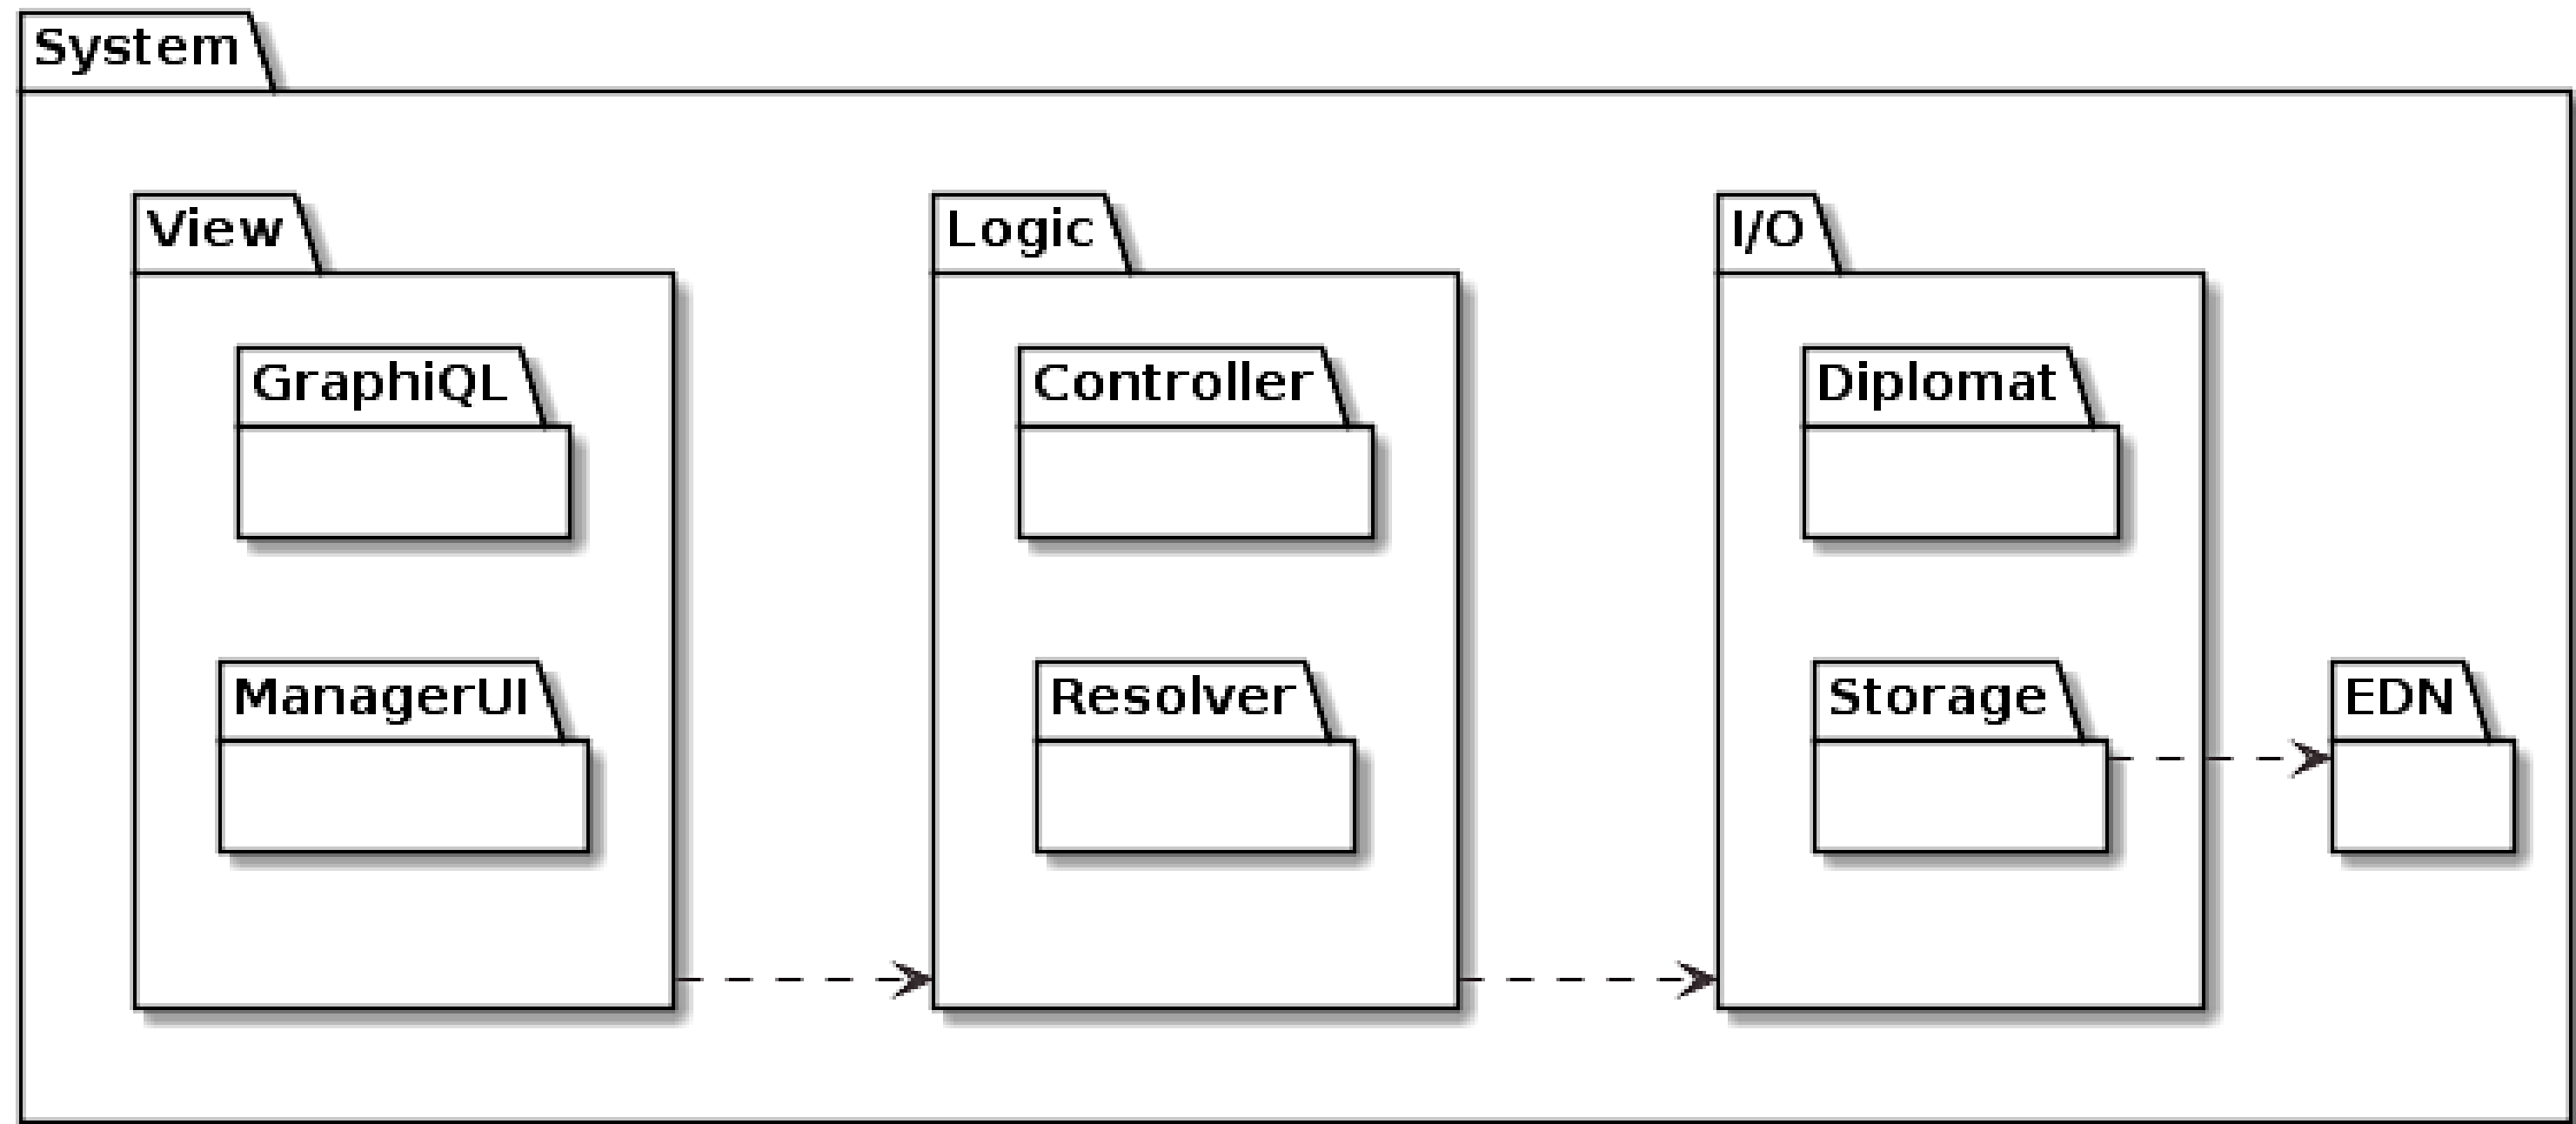 System
View
Logic
I/O
GraphiQL
Controller
Diplomat
ManagerUI
Resolver
Storage
EDN